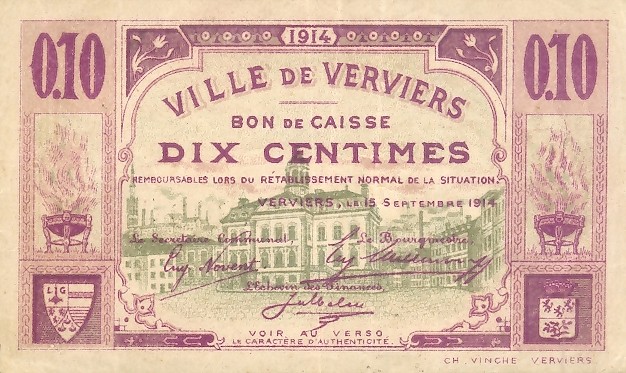 1914
0.10
0.10
VILLE DE VERVIERS
BON DE CAISSE
DIX CENTIMES
REMBOURSABLES LORS DU RÉTABLISSEMENT NORMAL DE LA SITUATION.
VERVIERS, LE 15 SEPTEMBRE 1914
Le Secrétaire Communal,
Le Bourgmestre,
L'Échevin des Finances,
LG
VOIR AU VERSO
LE CARACTÈRE D'AUTHENTICITÉ.
CH. VINCHE VERVIERS.